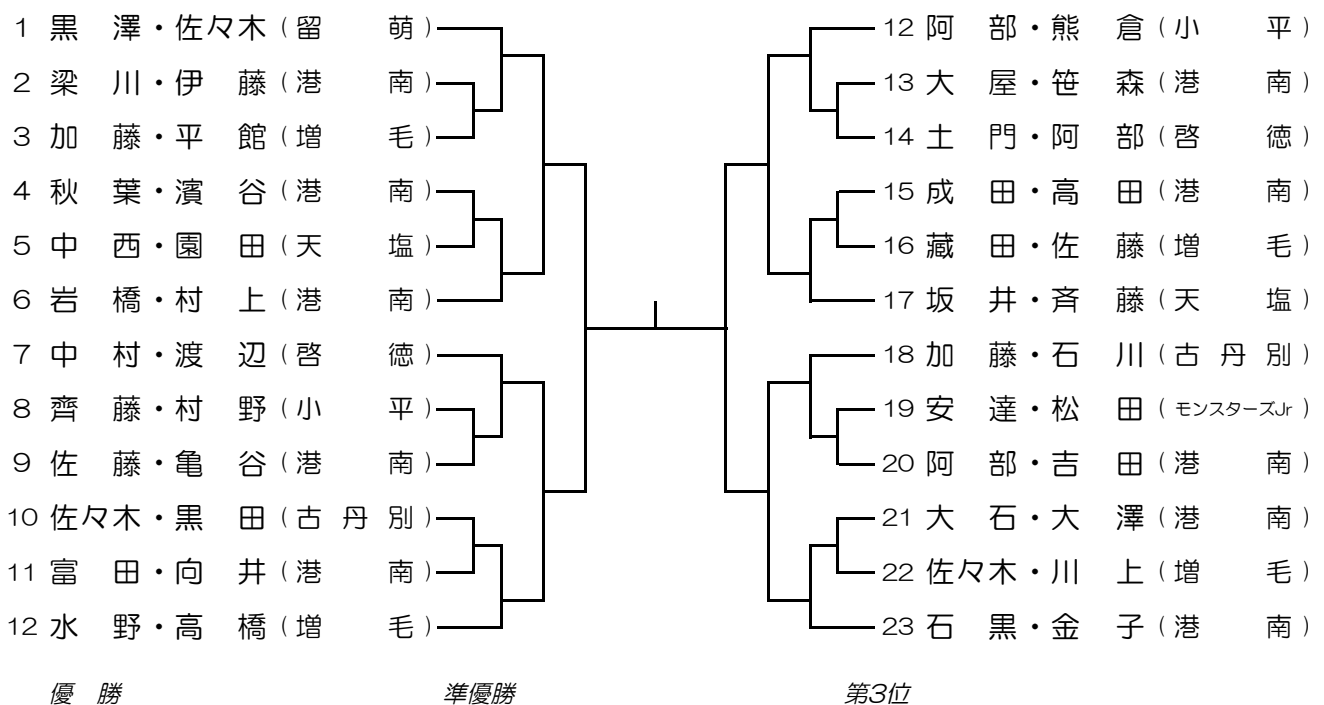 1 黒澤・佐々木(留萌)
2 梁川・伊藤(港南)
3 加藤・平館(増毛)
4 秋葉・濱谷(港南)
5 中西・園田(天塩)
6 岩橋・村上(港南)
7 中村・渡辺(啓徳)
8 齊藤・村野(小平)
9 佐藤・亀谷(港南)
10 佐々木・黒田(古丹別)
11 富田・向井(港南)
12 水野・高橋(増毛)
12 阿部・熊倉(小平)
13 大屋・笹森(港南)
14 土門・阿部(啓徳)
15 成田・高田(港南)
16 藏田・佐藤(増毛)
17 坂井・斉藤(天塩)
18 加藤・石川(古丹別)
19 安達・松田(モンスターズJr)
20 阿部・吉田(港南)
21 大石・大澤(港南)
22 佐々木・川上(増毛)
23 石黒・金子(港南)
優勝 準優勝 第3位